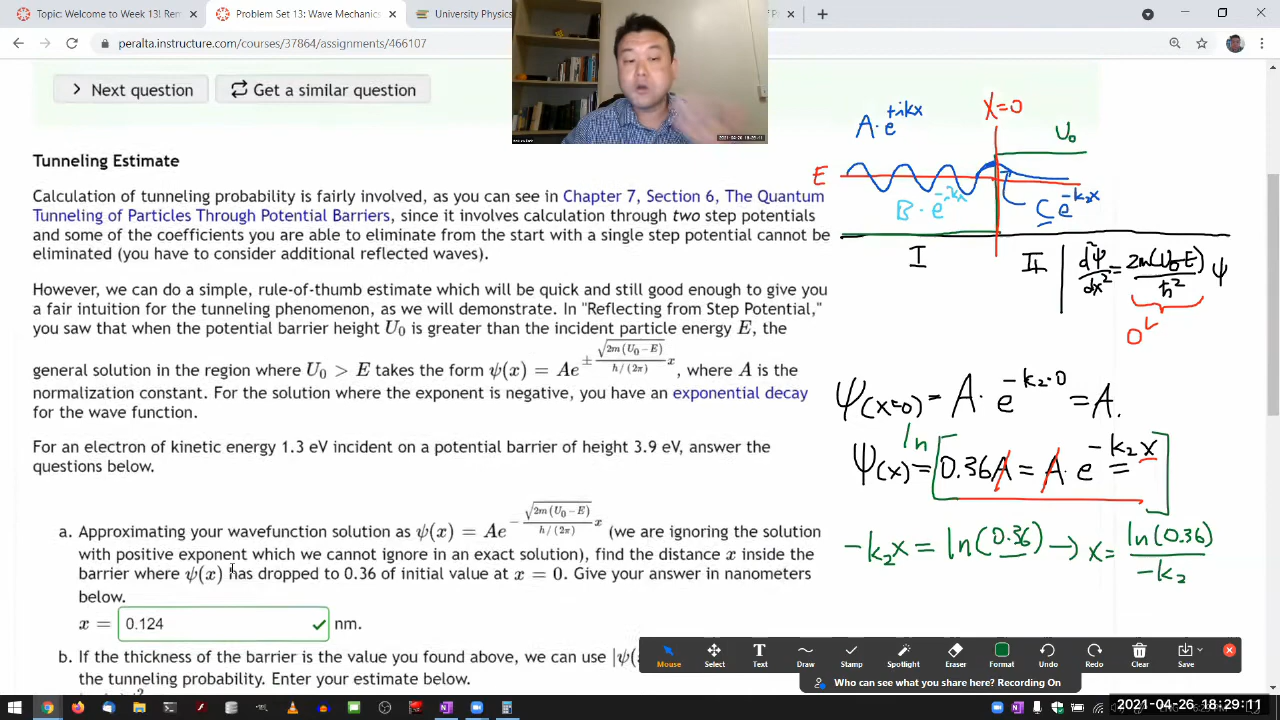 Tunneling in Week 12: Rene
Tunneling in Week 13: Matte
University Physics
peralta.myopenmath.com/courses/37864/assignments/466107
Next question
Get a similar question
Tunneling Estimate
Calculation of tunneling probability is fairly involved, as you can see in Chapter 7, Section 6, The Quantum
Tunneling of Particles Through Potential Barriers, since it involves calculation through two step potentials
and some of the coefficients you are able to eliminate from the start with a single step potential cannot be
eliminated (you have to consider additional reflected waves).
However, we can do a simple, rule-of-thumb estimate which will be quick and still good enough to give you
a fair intuition for the tunneling phenomenon, as we will demonstrate. In "Reflecting from Step Potential,"
you saw that when the potential barrier height U₀ is greater than the incident particle energy E, the
general solution in the region where U₀ > E takes the form ψ(x) = Ae^(±√(2m(U₀−E))/(h/(2π)) x), where A is the
normalization constant. For the solution where the exponent is negative, you have an exponential decay
for the wave function.
For an electron of kinetic energy 1.3 eV incident on a potential barrier of height 3.9 eV, answer the
questions below.
a. Approximating your wavefunction solution as ψ(x) = Ae^(−√(2m(U₀−E))/(h/(2π)) x) (we are ignoring the solution
with positive exponent which we cannot ignore in an exact solution), find the distance x inside the
barrier where ψ(x) has dropped to 0.36 of initial value at x = 0. Give your answer in nanometers
below.
x = 0.124 nm.
b. If the thickness of the barrier is the value you found above, we can use |ψ(
the tunneling probability. Enter your estimate below.
X=0
A·e^(+ikx)
U₀
E
B·e^(-ikx)
Ce^(-k₂x)
I
II
d²ψ/dx² = 2m(U₀-E)/ħ² ψ
0
ψ(x=0) = A· e^(-k₂·0) = A.
ln
ψ(x) = 0.36A = A· e^(-k₂x) =
-k₂x = ln(0.36) → x = ln(0.36)/-k₂
Mouse
Select
Text
Draw
Stamp
Spotlight
Eraser
Format
Undo
Redo
Clear
Save
Who can see what you share here? Recording On
2021-04-26 18:29:11